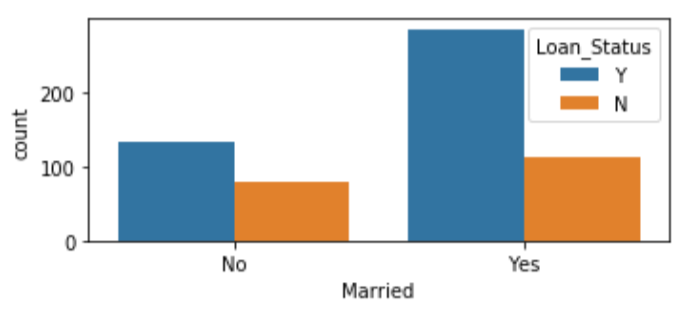 Loan_Status
Y
N
200
100
0
count
No
Yes
Married